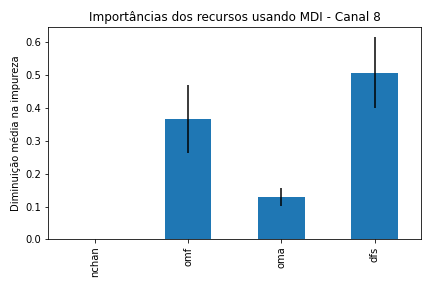 Importâncias dos recursos usando MDI - Canal 8
Diminuição média na impureza
0.6
0.5
0.4
0.3
0.2
0.1
0.0
nchan
omf
oma
dfs